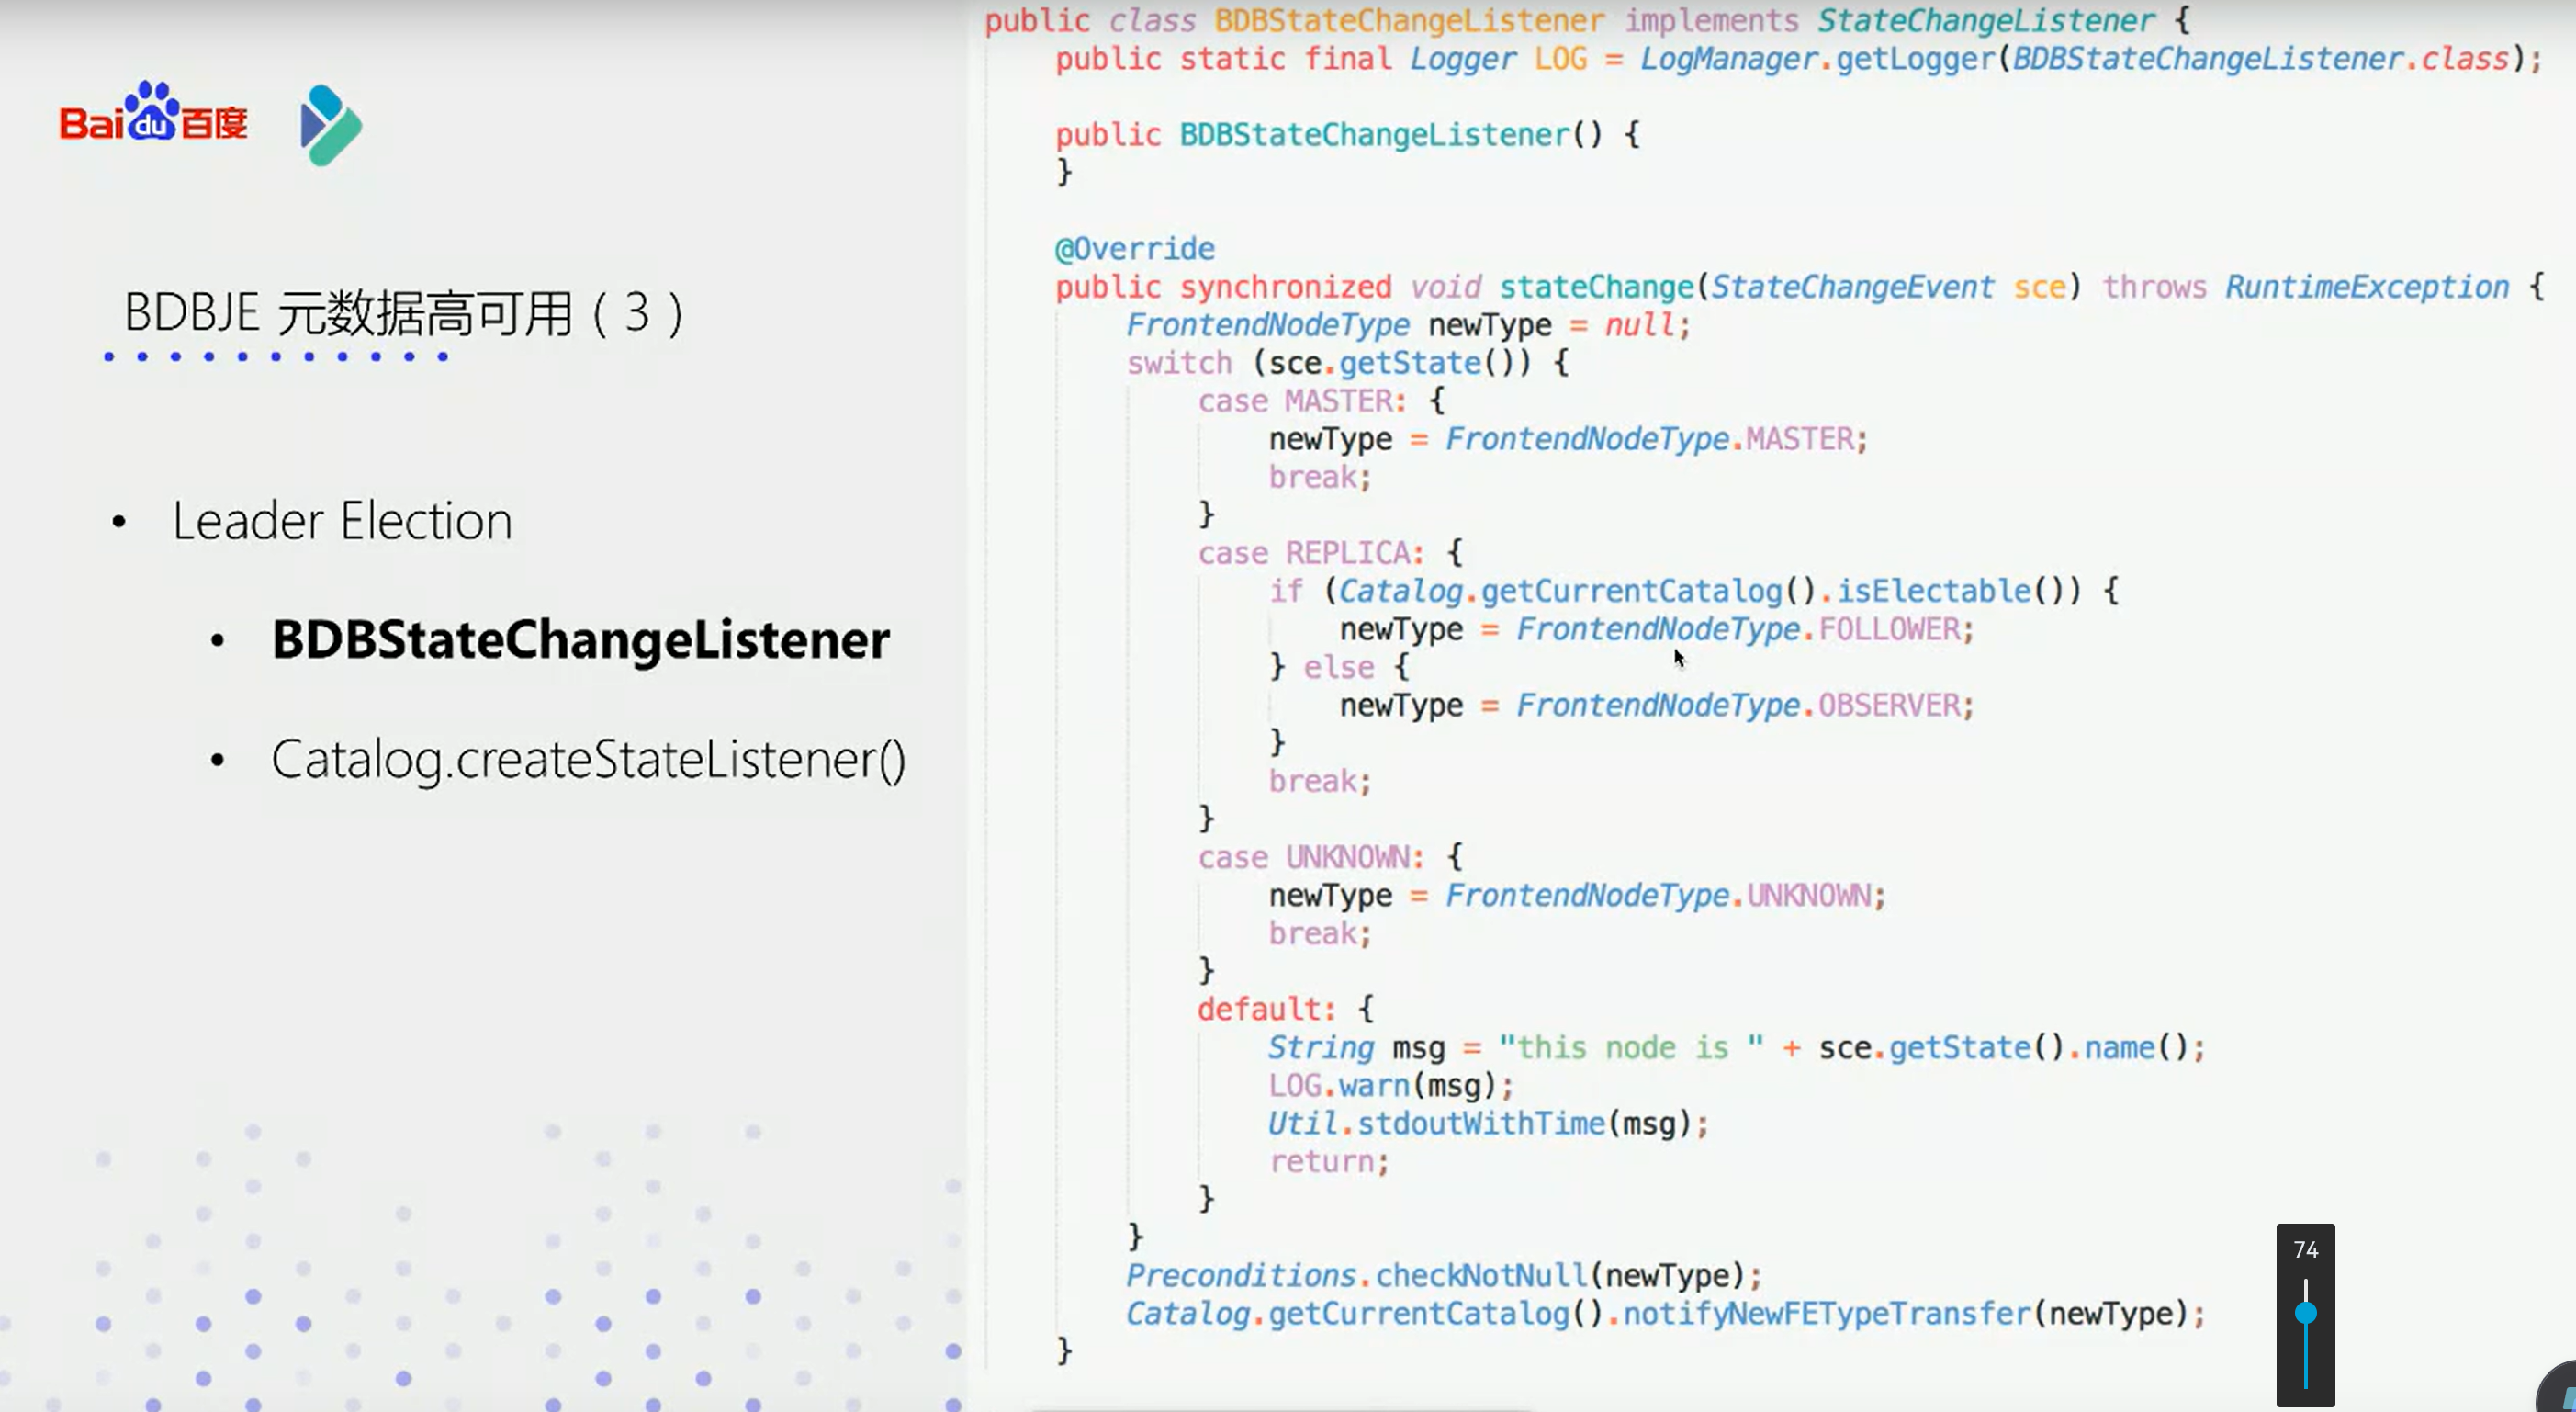 Baidu百度
BDBJE 元数据高可用（3）
• Leader Election
• BDBStateChangeListener
• Catalog.createStateListener()
public class BDBStateChangeListener implements StateChangeListener {
public static final Logger LOG = LogManager.getLogger(BDBStateChangeListener.class);
public BDBStateChangeListener() {
}
@Override
public synchronized void stateChange(StateChangeEvent sce) throws RuntimeException {
FrontendNodeType newType = null;
switch (sce.getState()) {
case MASTER: {
newType = FrontendNodeType.MASTER;
break;
}
case REPLICA: {
if (Catalog.getCurrentCatalog().isElectable()) {
newType = FrontendNodeType.FOLLOWER;
} else {
newType = FrontendNodeType.OBSERVER;
}
break;
}
case UNKNOWN: {
newType = FrontendNodeType.UNKNOWN;
break;
}
default: {
String msg = "this node is " + sce.getState().name();
LOG.warn(msg);
Util.stdoutWithTime(msg);
return;
}
}
Preconditions.checkNotNull(newType);
Catalog.getCurrentCatalog().notifyNewFETypeTransfer(newType);
}
74